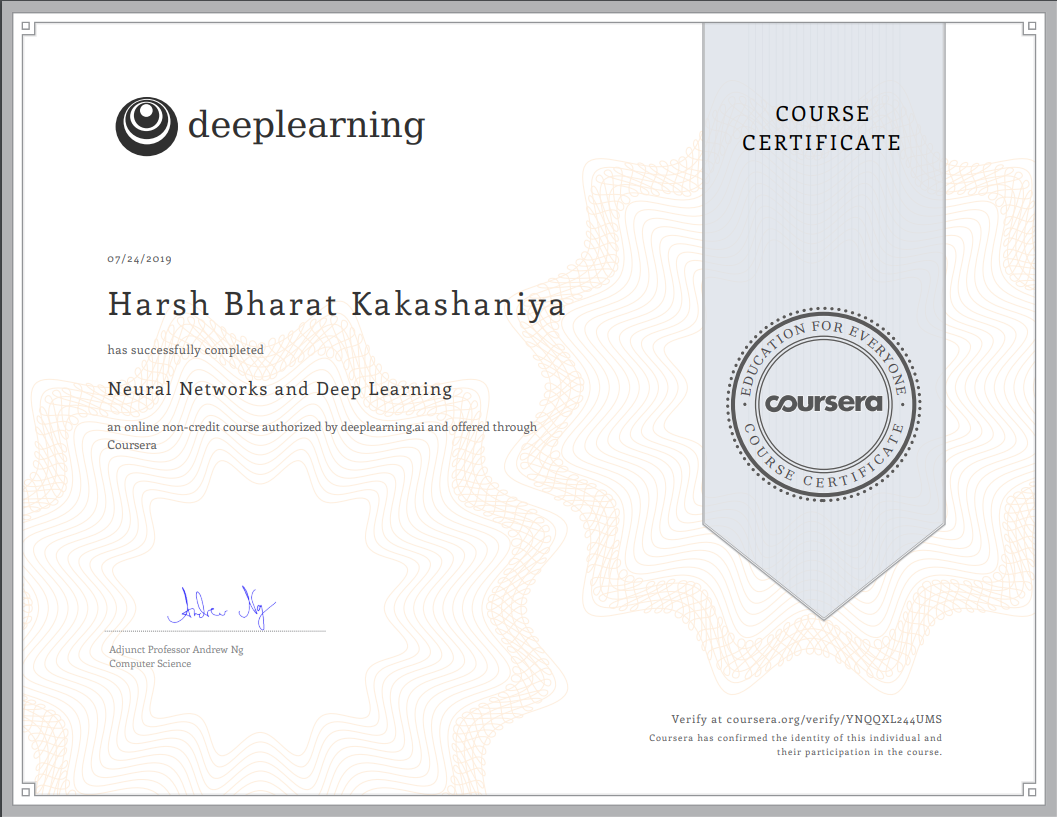 deeplearning
COURSE
CERTIFICATE
07/24/2019
Harsh Bharat Kakashaniya
has successfully completed
Neural Networks and Deep Learning
an online non-credit course authorized by deeplearning.ai and offered through
Coursera
EDUCATION FOR EVERYONE
coursera
COURSE CERTIFICATE
Andrew Ng
Adjunct Professor Andrew Ng
Computer Science
Verify at coursera.org/verify/YNQQXL244UMS
Coursera has confirmed the identity of this individual and
their participation in the course.